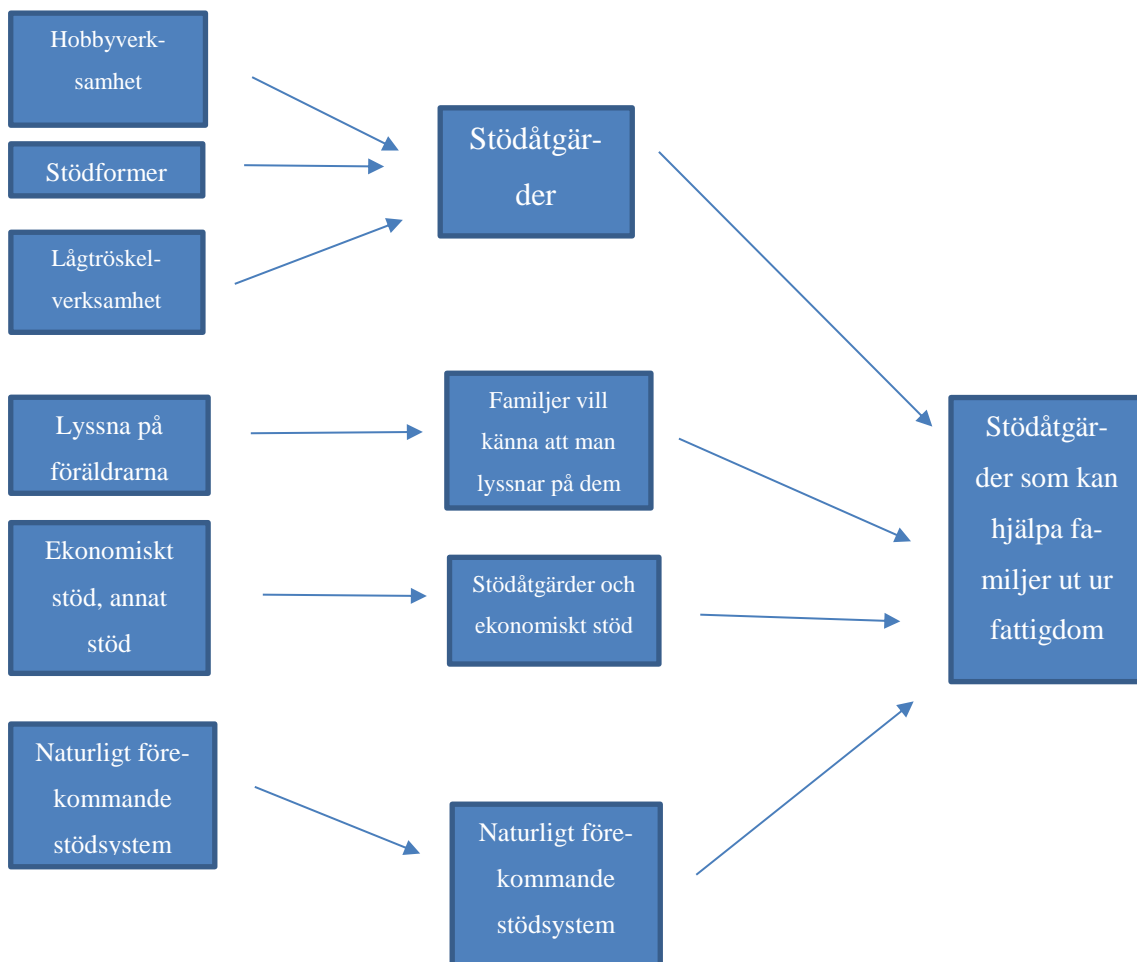 Hobbyverk-
samhet
Stödformer
Lågtröskel-
verksamhet
Lyssna på
föräldrarna
Ekonomiskt
stöd, annat
stöd
Naturligt före-
kommande
stödsystem
Stödåtgär-
der
Familjer vill
känna att man
lyssnar på dem
Stödåtgärder och
ekonomiskt stöd
Naturligt före-
kommande
stödsystem
Stödåtgär-
der som kan
hjälpa fa-
miljer ut ur
fattigdom